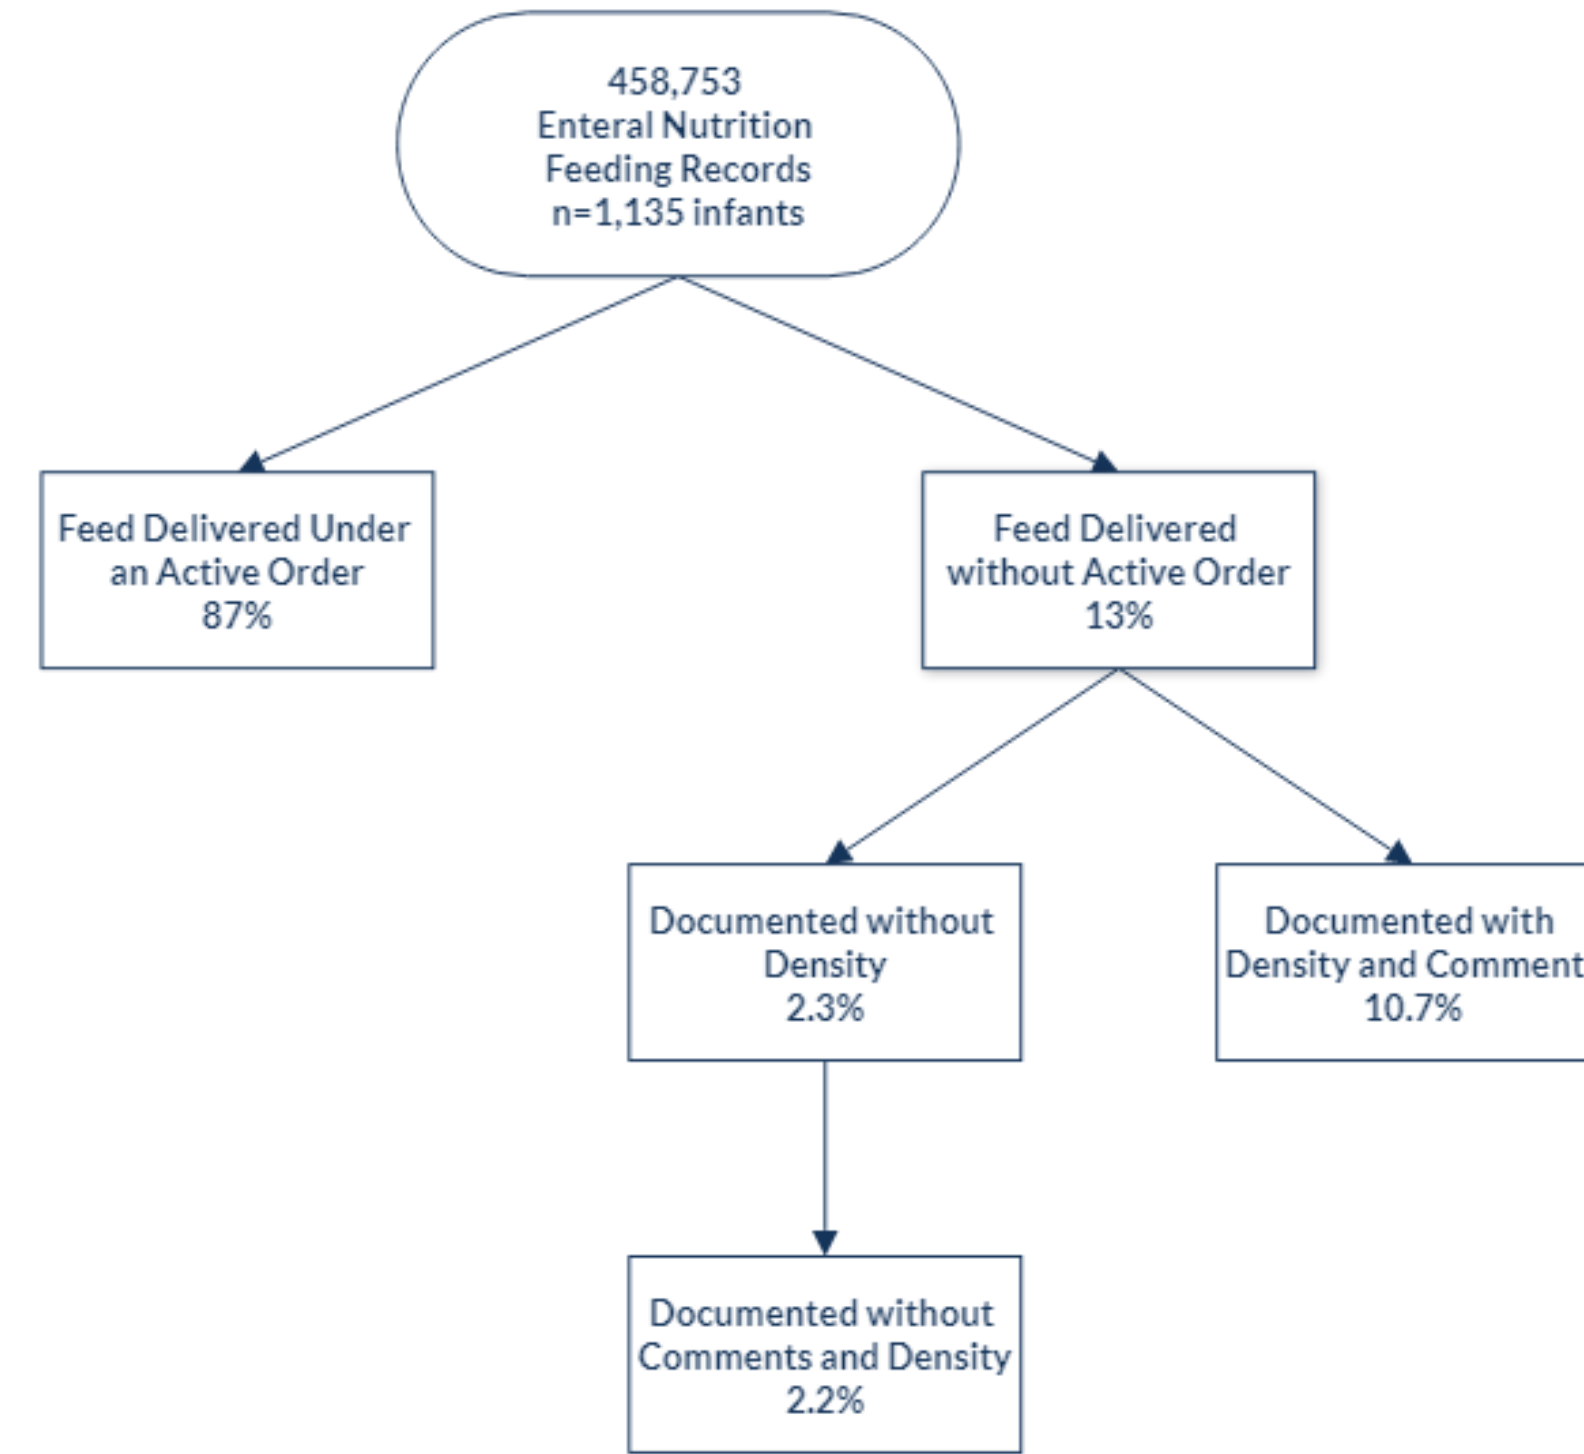 458,753
Enteral Nutrition
Feeding Records
n=1,135 infants
Feed Delivered Under
an Active Order
87%
Feed Delivered
without Active Order
13%
Documented without
Density
2.3%
Documented with
Density and Comment
10.7%
Documented without
Comments and Density
2.2%